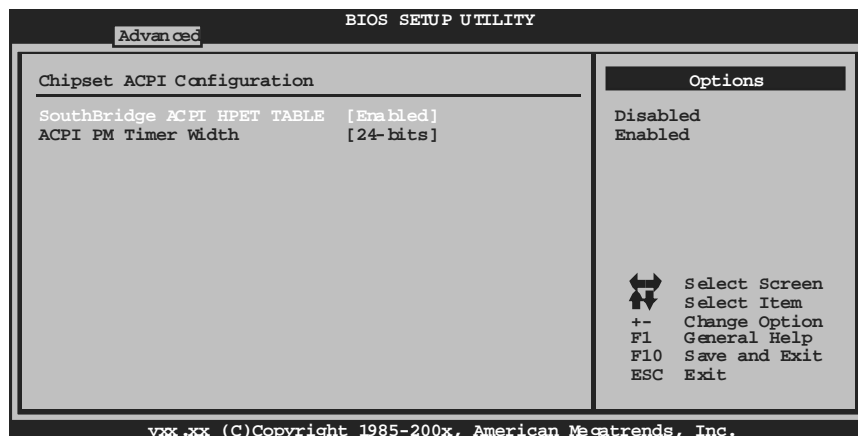 BIOS SETUP UTILITY
Advanced
Chipset ACPI Configuration
SouthBridge ACPI HPET TABLE [Enabled]
ACPI PM Timer Width [24-bits]
Options
Disabled
Enabled
Select Screen
Select Item
+- Change Option
F1 General Help
F10 Save and Exit
ESC Exit
vxx.xx (C)Copyright 1985-200x, American Megatrends, Inc.